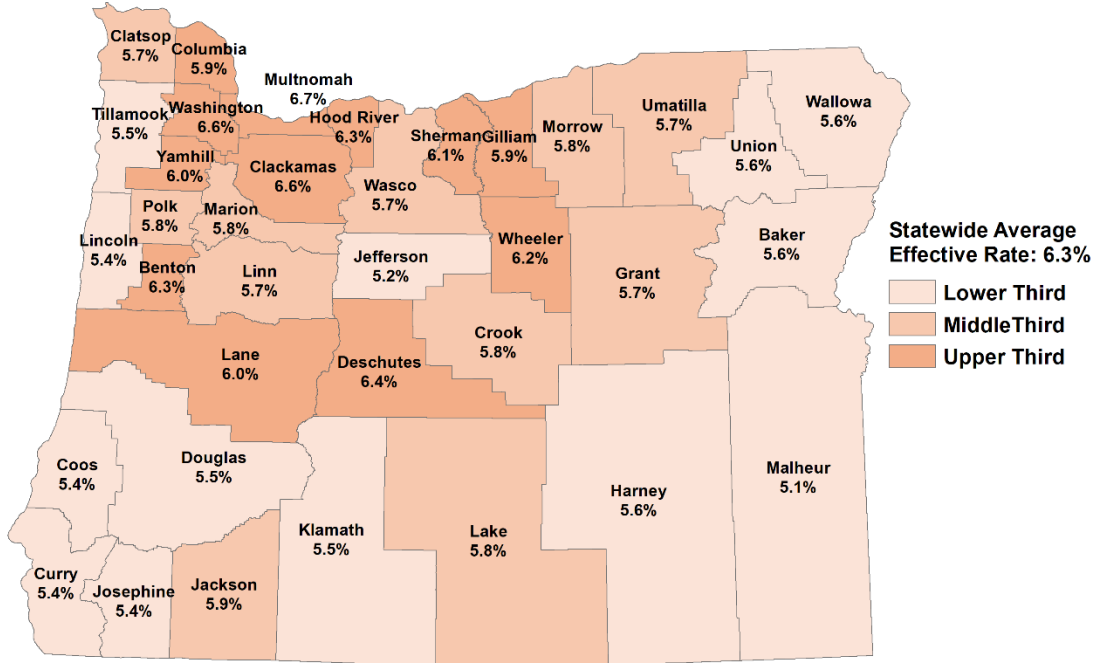 Clatsop
5.7%
Columbia
5.9%
Multnomah
6.7%
Tillamook
5.5%
Washington
6.6%
Hood River
6.3%
Sherman
6.1%
Gilliam
5.9%
Morrow
5.8%
Umatilla
5.7%
Wallowa
5.6%
Union
5.6%
Yamhill
6.0%
Clackamas
6.6%
Wasco
5.7%
Polk
5.8%
Marion
5.8%
Lincoln
5.4%
Benton
6.3%
Linn
5.7%
Jefferson
5.2%
Wheeler
6.2%
Grant
5.7%
Baker
5.6%
Statewide Average
Effective Rate: 6.3%
Lower Third
MiddleThird
Upper Third
Lane
6.0%
Deschutes
6.4%
Crook
5.8%
Coos
5.4%
Douglas
5.5%
Klamath
5.5%
Lake
5.8%
Harney
5.6%
Malheur
5.1%
Curry
5.4%
Josephine
5.4%
Jackson
5.9%